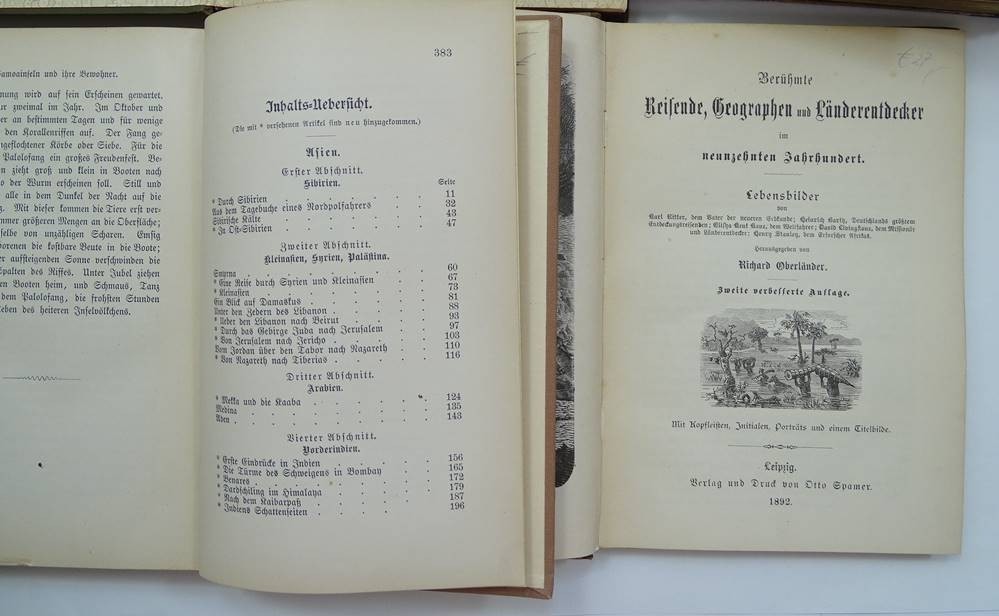 Samoainseln und ihre Bewohner.
nung wird auf sein Erscheinen gewartet.
ur zweimal im Jahr. Im Oktober und
er an bestimmten Tagen und für wenige
den Korallenriffen auf. Der Fang ge-
ngeflochtener Körbe oder Siebe. Für die
Palolofang ein großes Freudenfest. Be-
en zieht groß und klein in Booten nach
o der Wurm erscheinen soll. Still und
alle in dem Dunkel der Nacht auf die
g. Mit dieser kommen die Tiere erst ver-
mmer größeren Mengen an die Oberfläche;
selbe von unzähligen Scharen. Emsig
borenen die kostbare Beute in die Boote;
er aufsteigenden Sonne verschwinden die
Spalten des Riffes. Unter Jubel ziehen
en Booten heim, und Schmaus, Tanz
dem Palolofang, die frohsten Stunden
Leben des heiteren Inselvölkchens.
383
Inhalts-Uebersicht.
(Die mit * versehenen Artikel sind neu hinzugekommen.)
Asien.
Erster Abschnitt.
Sibirien.
Seite
* Durch Sibirien . . . . . . 11
Aus dem Tagebuche eines Nordpolfahrers . . 32
Sibirische Kälte . . . . . . 43
* In Ost-Sibirien . . . . . . 47
Zweiter Abschnitt.
Kleinasien, Syrien, Palästina.
Smyrna . . . . . . 60
* Eine Reise durch Syrien und Kleinasien . . 67
* Kleinasien . . . . . . 73
Ein Blick auf Damaskus . . . . . 81
Unter den Zedern des Libanon . . . . 88
* Ueber den Libanon nach Beirut . . . . 93
* Durch das Gebirge Juda nach Jerusalem . . 97
* Von Jerusalem nach Jericho . . . . 103
Vom Jordan über den Tabor nach Nazareth . . 110
* Von Nazareth nach Tiberias . . . . 116
Dritter Abschnitt.
Arabien.
* Mekka und die Kaaba . . . . . 124
Medina . . . . . . . 135
Aden . . . . . . . 143
Vierter Abschnitt.
Vorderindien.
* Erste Eindrücke in Indien . . . . 156
* Die Türme des Schweigens in Bombay . . 165
* Benares . . . . . . 172
* Dardschiling im Himalaya . . . . 179
* Nach dem Kaibarpaß . . . . . 187
* Indiens Schattenseiten . . . . . 196
Berühmte
Reisende, Geographen und Länderentdecker
im
neunzehnten Jahrhundert.
Lebensbilder
von
Karl Ritter, dem Vater der neueren Erdkunde; Heinrich Barth, Deutschlands größtem
Entdeckungsreisenden; Elisha Kent Kane, dem Weltfahrer; David Livingstone, dem Missionär
und Länderentdecker; Henry Stanley, dem Erforscher Afrikas.
Herausgegeben von
Richard Oberländer.
Zweite verbesserte Auflage.
Mit Kopfleisten, Initialen, Porträts und einem Titelbilde.
Leipzig.
Verlag und Druck von Otto Spamer.
1892.